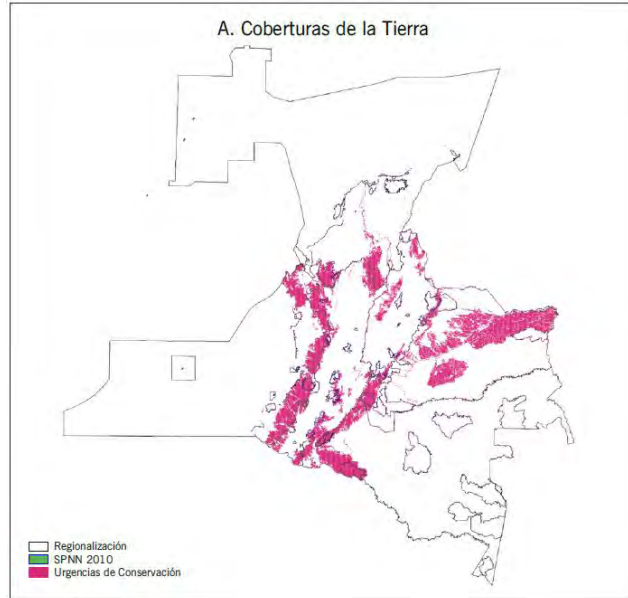 A. Coberturas de la Tierra
Regionalización
SPNN 2010
Urgencias de Conservación